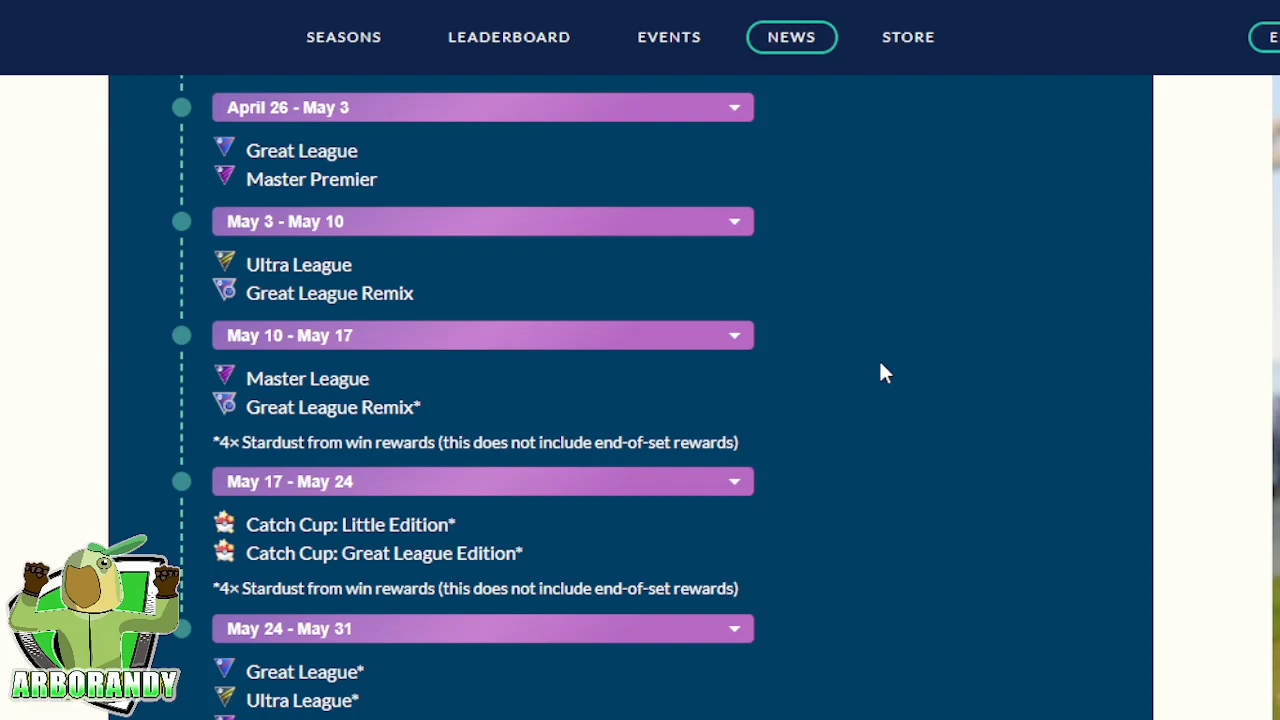 SEASONS LEADERBOARD EVENTS NEWS STORE E
April 26 - May 3
Great League
Master Premier
May 3 - May 10
Ultra League
Great League Remix
May 10 - May 17
Master League
Great League Remix*
*4× Stardust from win rewards (this does not include end-of-set rewards)
May 17 - May 24
Catch Cup: Little Edition*
Catch Cup: Great League Edition*
*4× Stardust from win rewards (this does not include end-of-set rewards)
May 24 - May 31
Great League*
Ultra League*
ARBORANDY